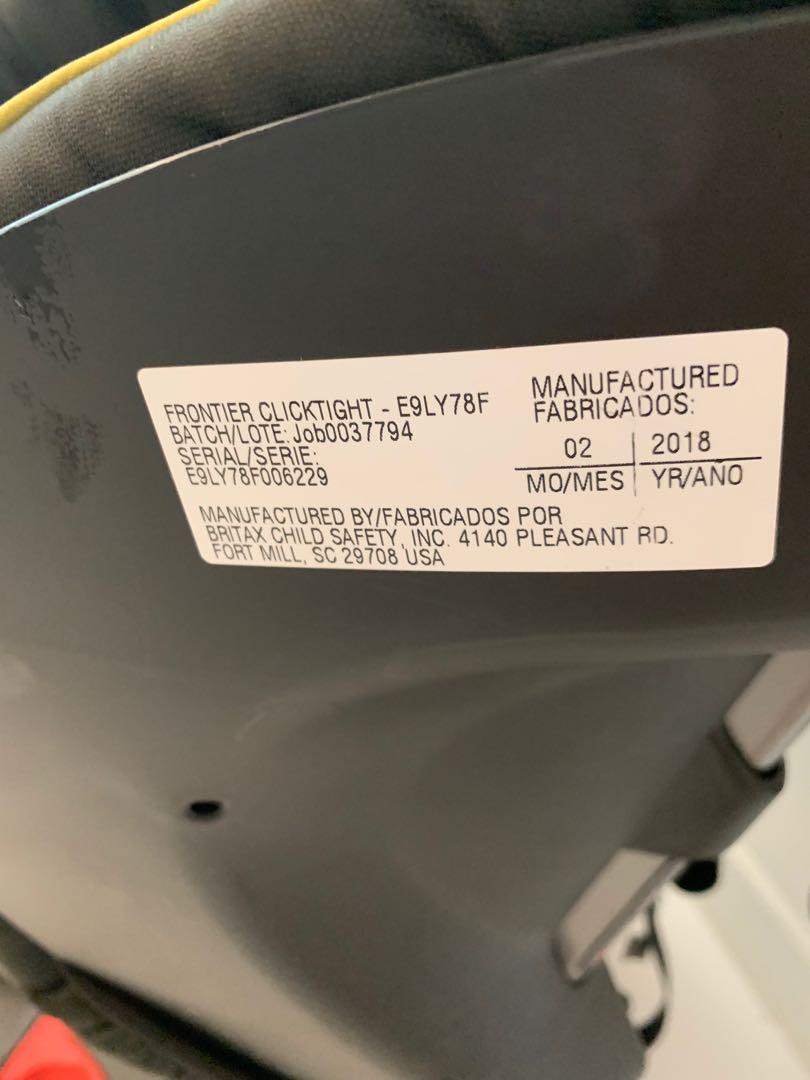 FRONTIER CLICKTIGHT - E9LY78F
BATCH/LOTE: Job0037794
SERIAL/SERIE:
E9LY78F006229
MANUFACTURED
FABRICADOS:
02 2018
MO/MES YR/ANO
MANUFACTURED BY/FABRICADOS POR
BRITAX CHILD SAFETY, INC. 4140 PLEASANT RD.
FORT MILL, SC 29708 USA